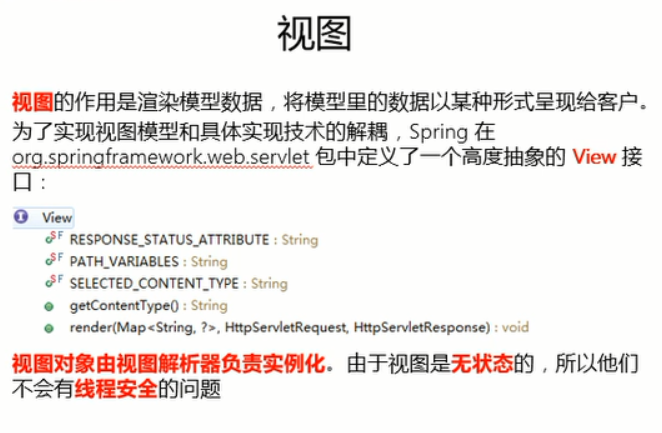 视图
视图的作用是渲染模型数据，将模型里的数据以某种形式呈现给客户。
为了实现视图模型和具体实现技术的解耦，Spring 在
org.springframework.web.servlet 包中定义了一个高度抽象的 View 接
口：
I View
SF RESPONSE_STATUS_ATTRIBUTE : String
SF PATH_VARIABLES : String
SF SELECTED_CONTENT_TYPE : String
getContentType() : String
render(Map<String, ?>, HttpServletRequest, HttpServletResponse) : void
视图对象由视图解析器负责实例化。由于视图是无状态的，所以他们
不会有线程安全的问题